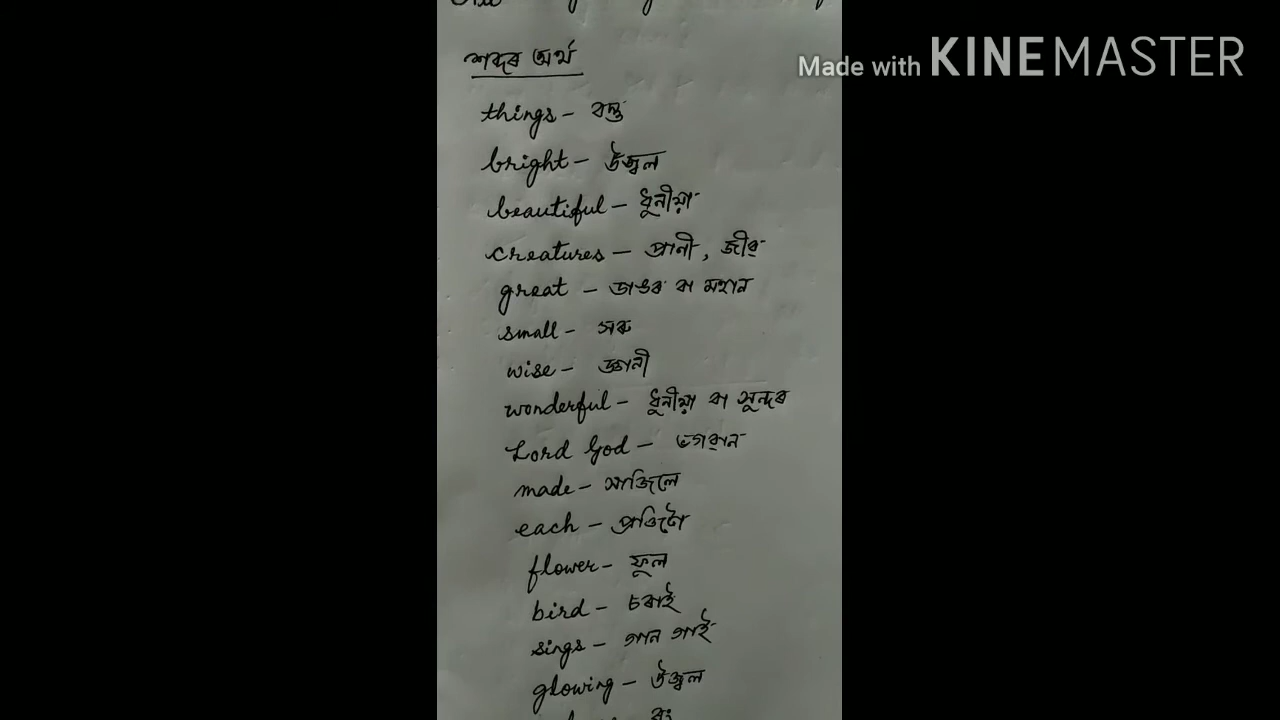 Made with KINEMASTER
শব্দৰ অৰ্থ
things – বস্তু
bright – উজ্বল
beautiful – ধুনীয়া
creatures – প্ৰানী, জীৱ
great – ডাঙৰ বা মহান
small – সৰু
wise – জ্ঞানী
wonderful – ধুনীয়া বা সুন্দৰ
Lord God – ভগৱান
made – সাজিলে
each – প্ৰতিটো
flower – ফুল
bird – চৰাই
sings – গান গাই
glowing – উজ্বল
ৰং